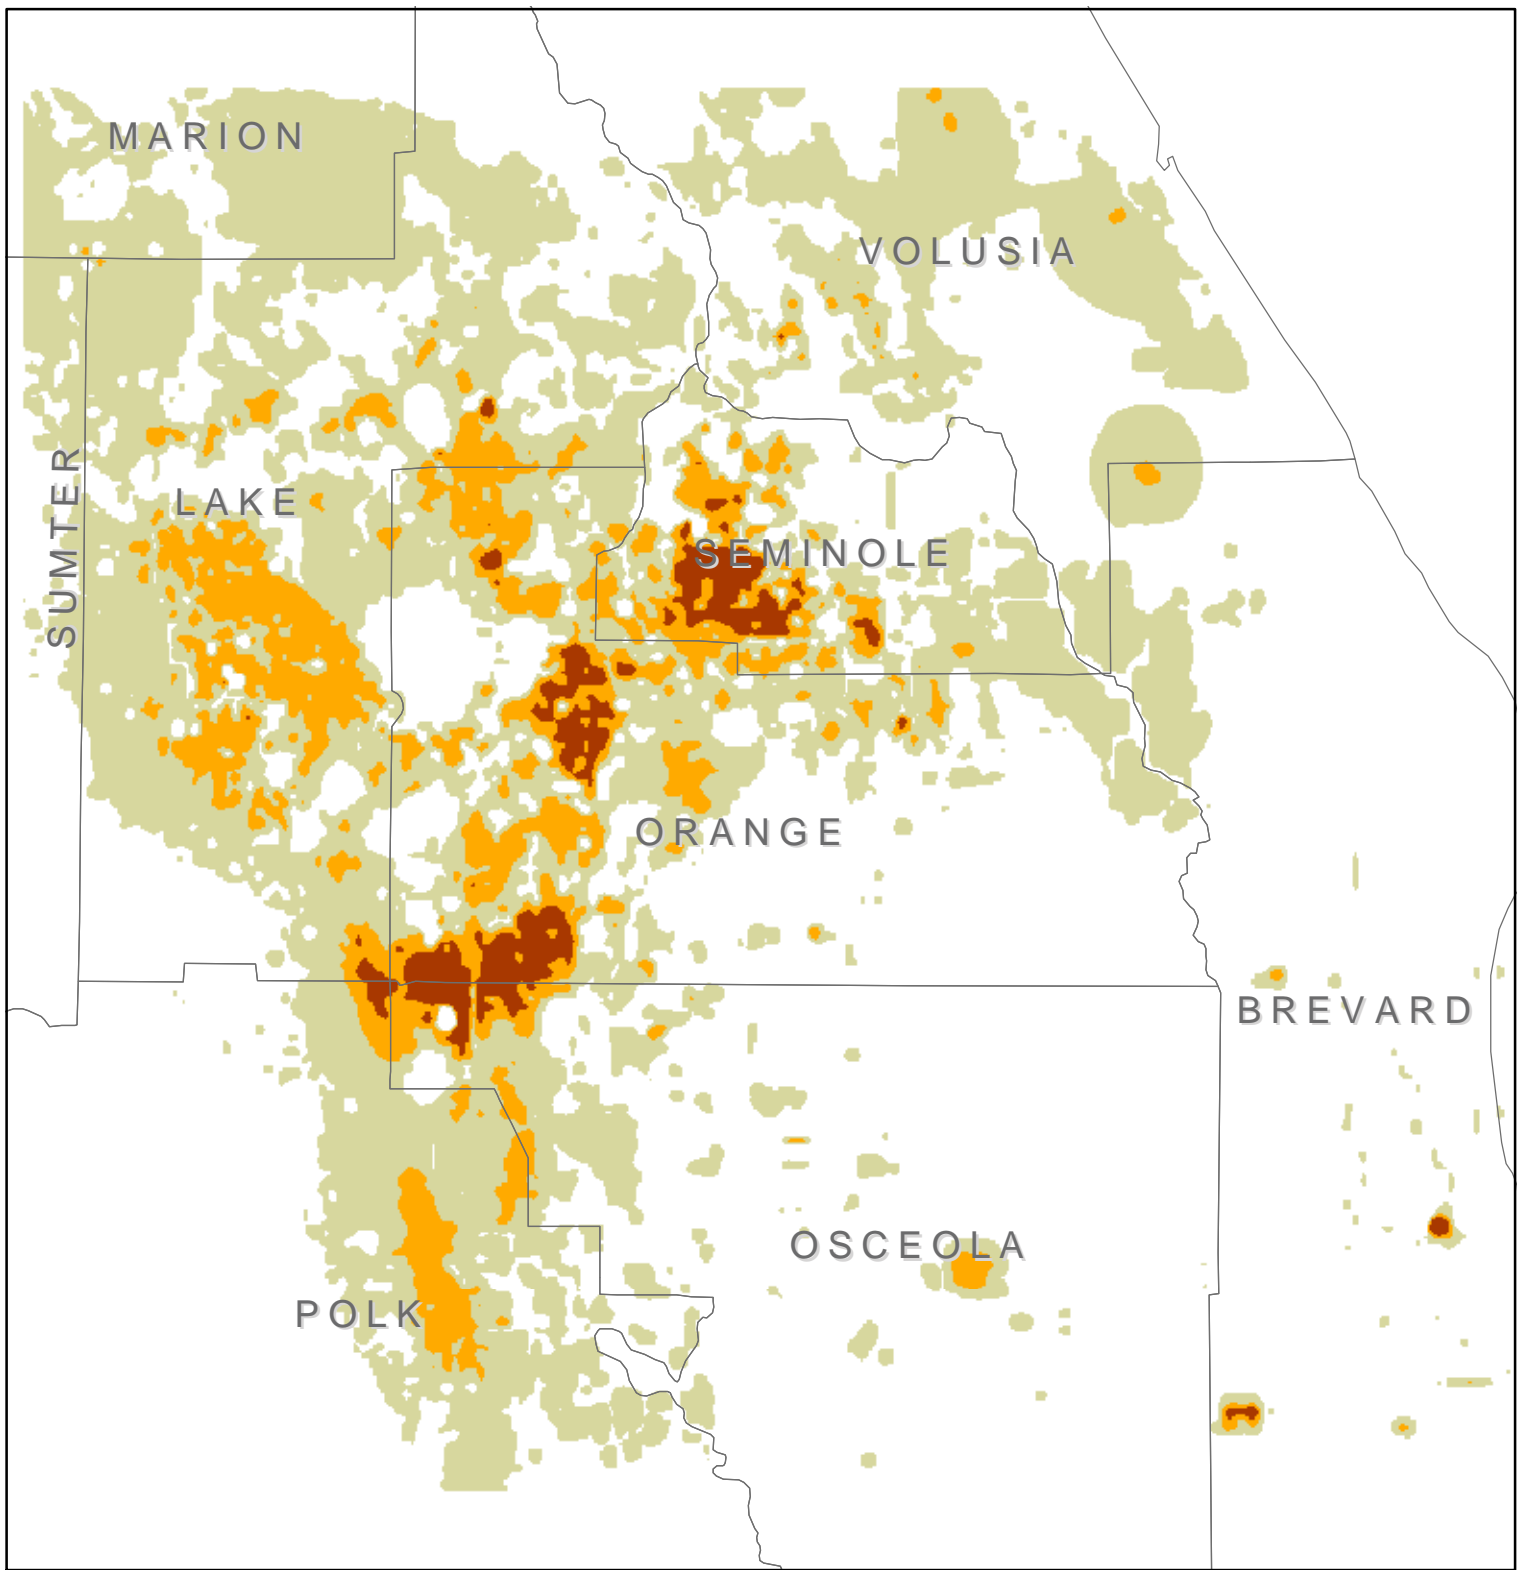 MARION
VOLUSIA
SUMTER
LAKE
SEMINOLE
ORANGE
BREVARD
OSCEOLA
POLK